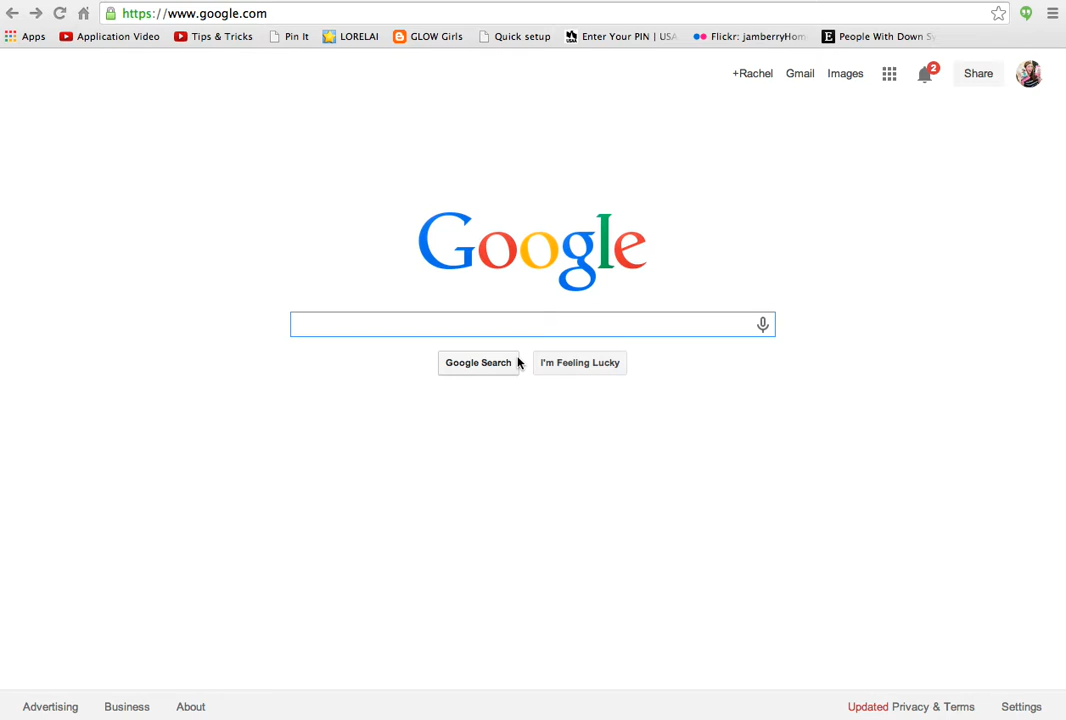 https://www.google.com
Apps Application Video Tips & Tricks Pin It LORELAI GLOW Girls Quick setup Enter Your PIN | USA Flickr: jamberryHom People With Down Sy
+Rachel Gmail Images 2 Share
Google
Google Search I'm Feeling Lucky
Advertising Business About Updated Privacy & Terms Settings